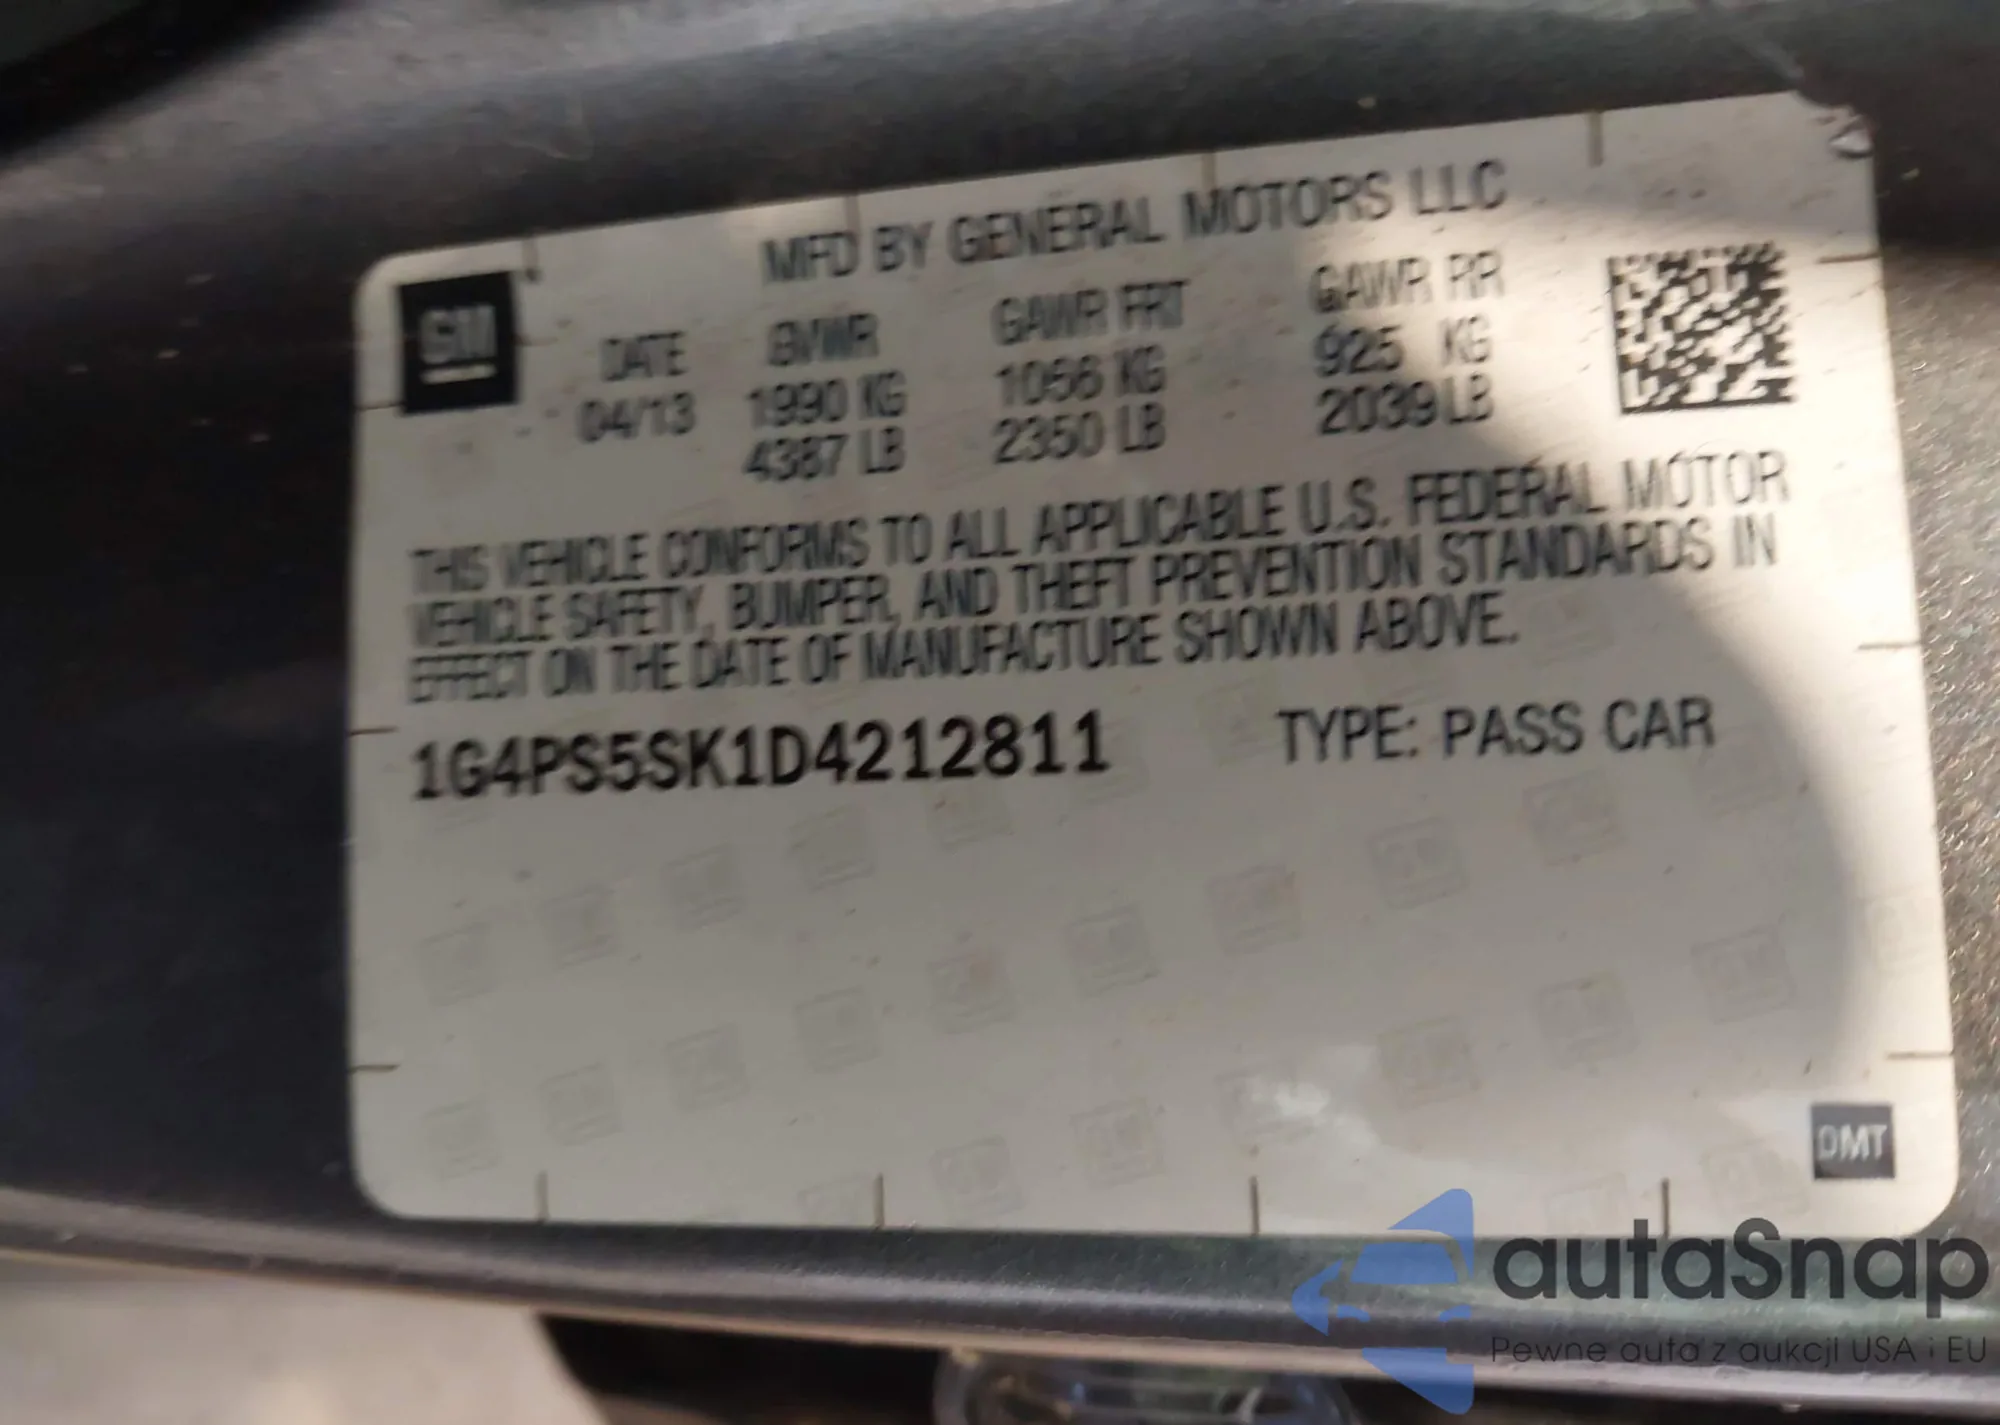 MFD BY GENERAL MOTORS LLC
GM
DATE GVWR GAWR FRT GAWR RR
04/13 1990 KG 1066 KG 925 KG
4387 LB 2350 LB 2039 LB
THIS VEHICLE CONFORMS TO ALL APPLICABLE U.S. FEDERAL MOTOR
VEHICLE SAFETY, BUMPER, AND THEFT PREVENTION STANDARDS IN
EFFECT ON THE DATE OF MANUFACTURE SHOWN ABOVE.
1G4PS5SK1D4212811 TYPE: PASS CAR
DMT
autaSnap
Pewne auta z aukcji USA i EU